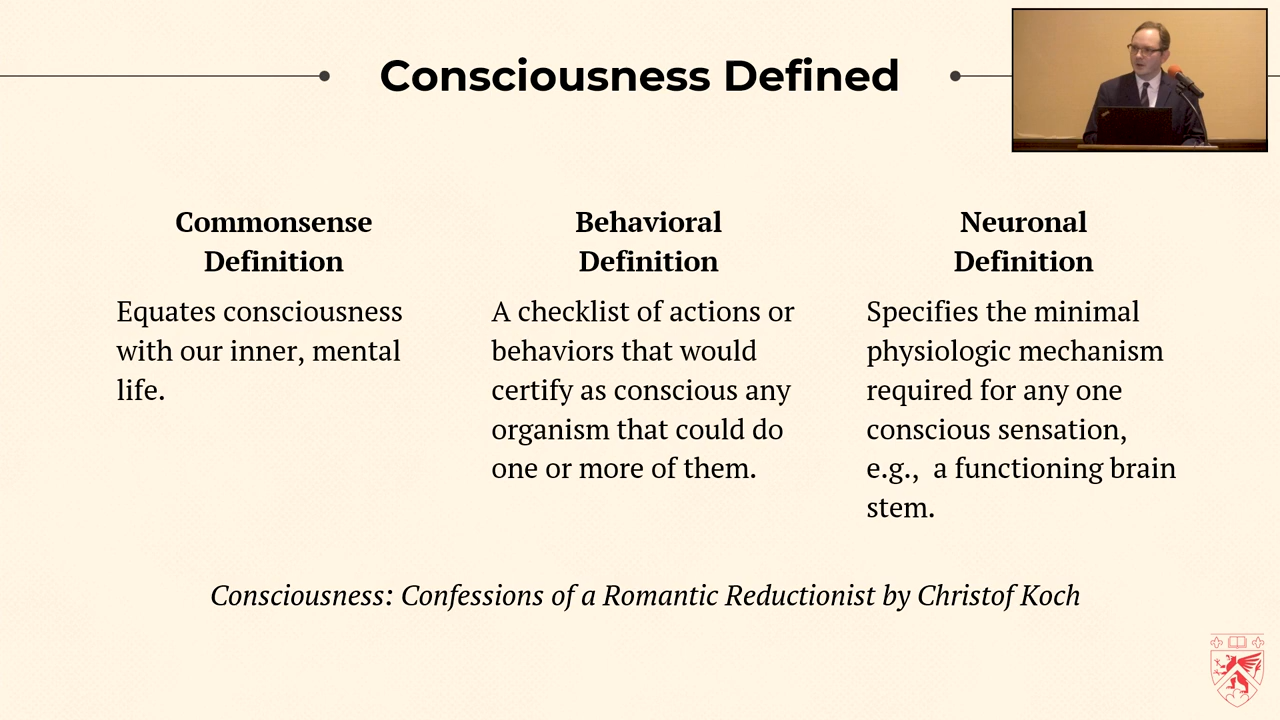 Consciousness Defined
Commonsense
Definition
Equates consciousness
with our inner, mental
life.
Behavioral
Definition
A checklist of actions or
behaviors that would
certify as conscious any
organism that could do
one or more of them.
Neuronal
Definition
Specifies the minimal
physiologic mechanism
required for any one
conscious sensation,
e.g.,  a functioning brain
stem.
Consciousness: Confessions of a Romantic Reductionist by Christof Koch